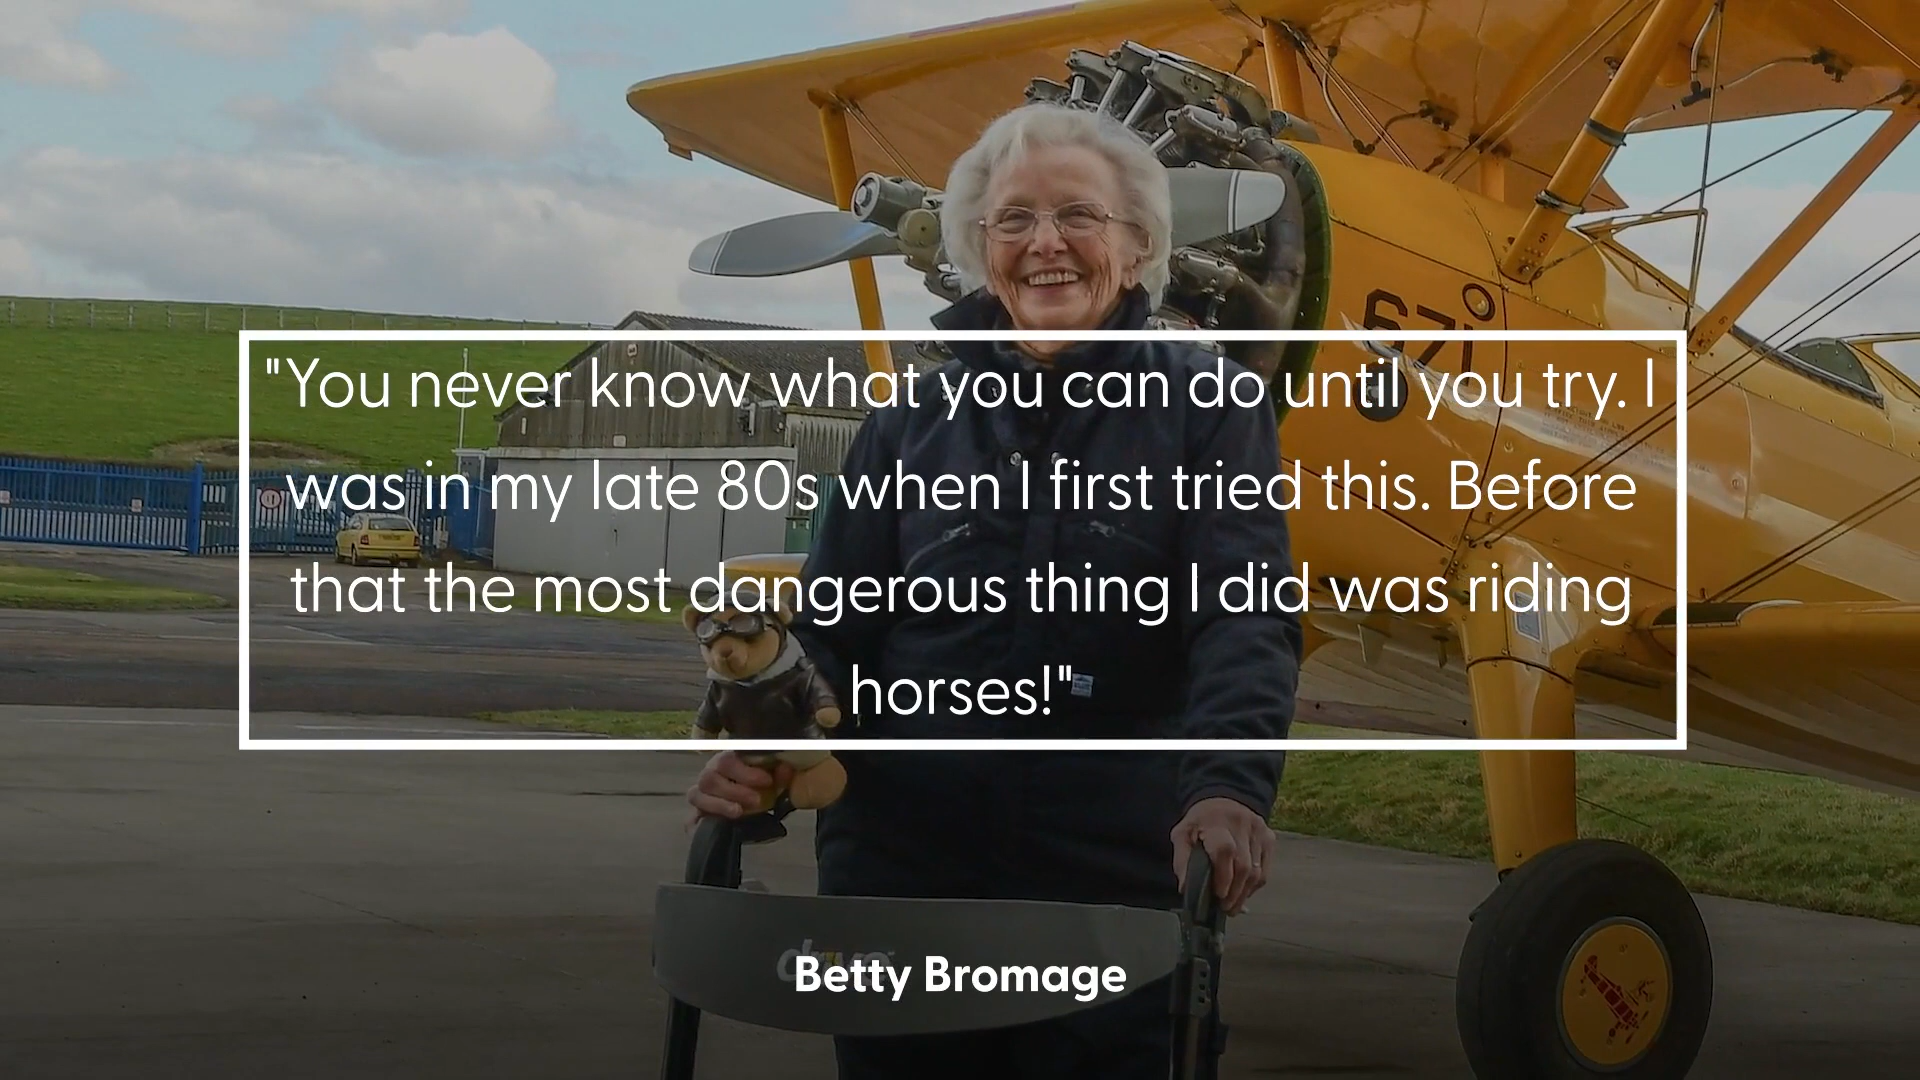 671
"You never know what you can do until you try. I
was in my late 80s when I first tried this. Before
that the most dangerous thing I did was riding
horses!"
Betty Bromage